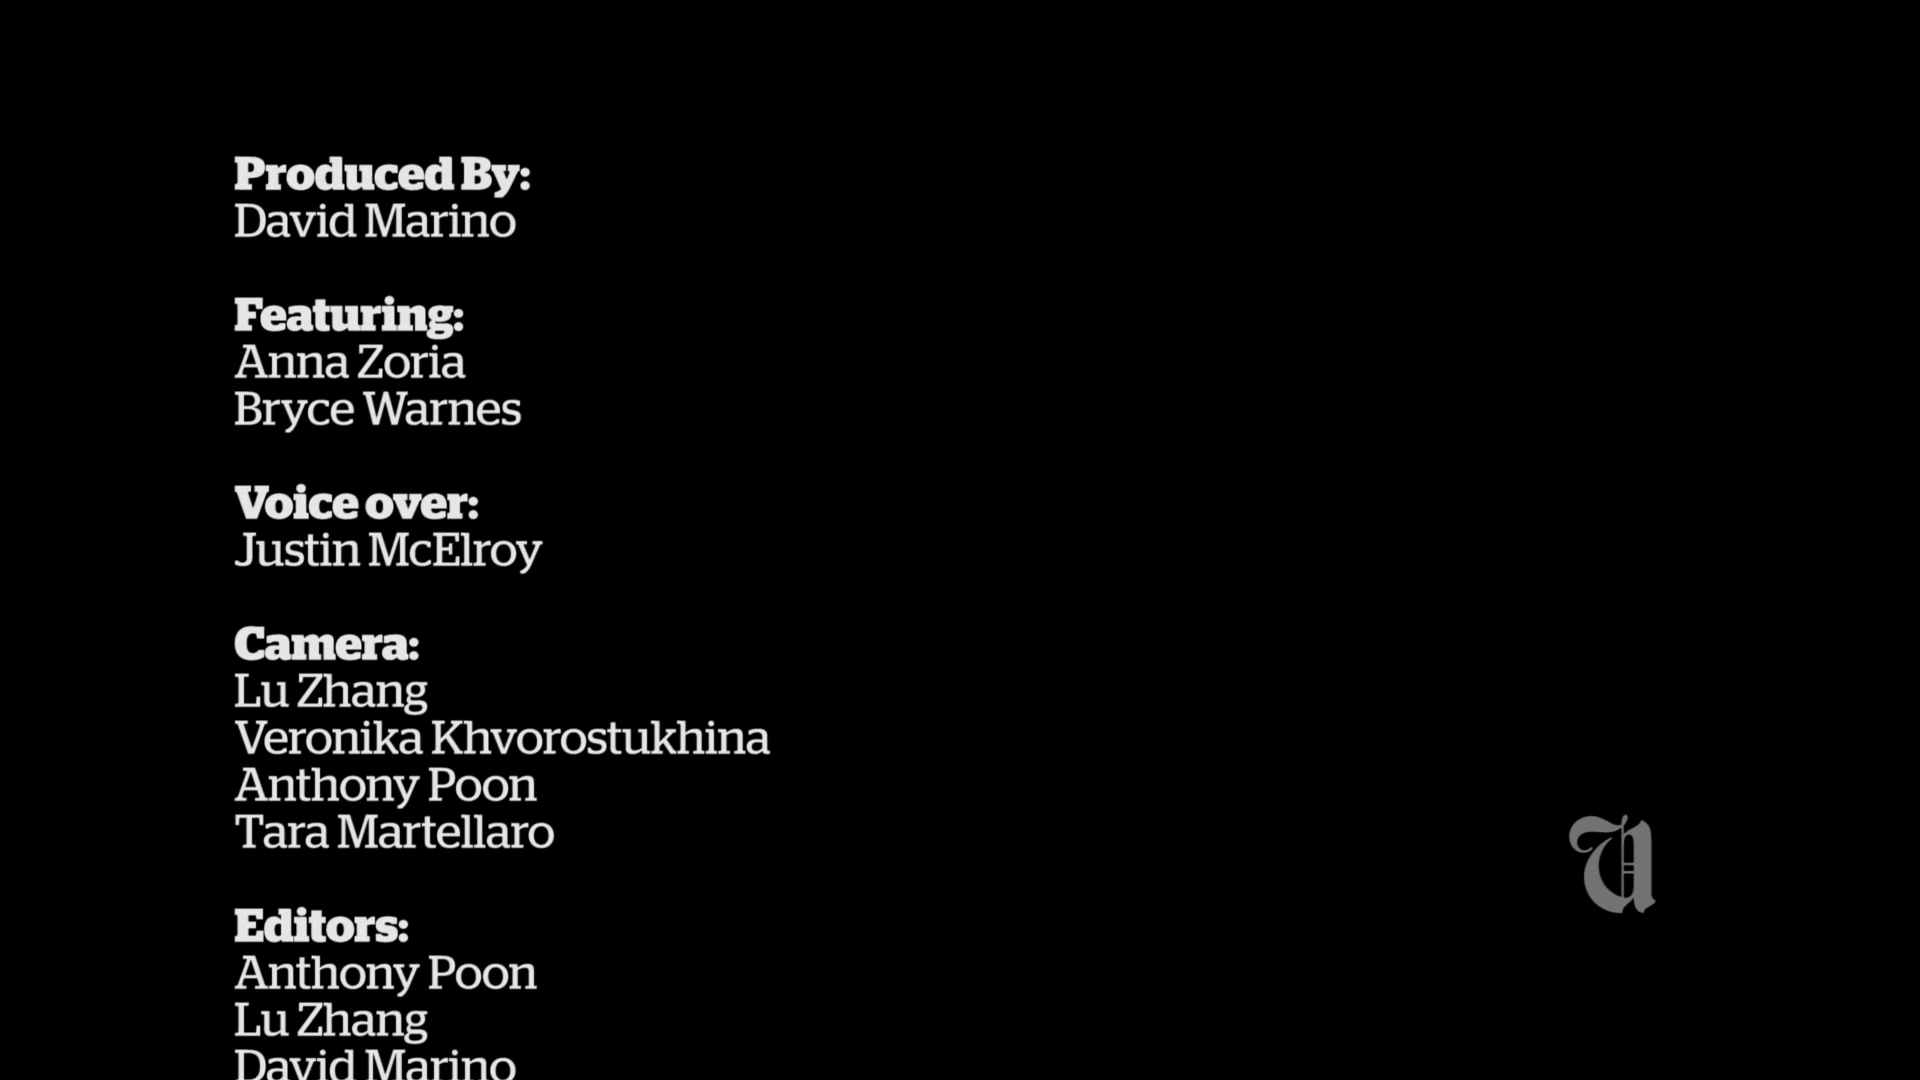 Produced By:
David Marino
Featuring:
Anna Zoria
Bryce Warnes
Voice over:
Justin McElroy
Camera:
Lu Zhang
Veronika Khvorostukhina
Anthony Poon
Tara Martellaro
Editors:
Anthony Poon
Lu Zhang
David Marino
U